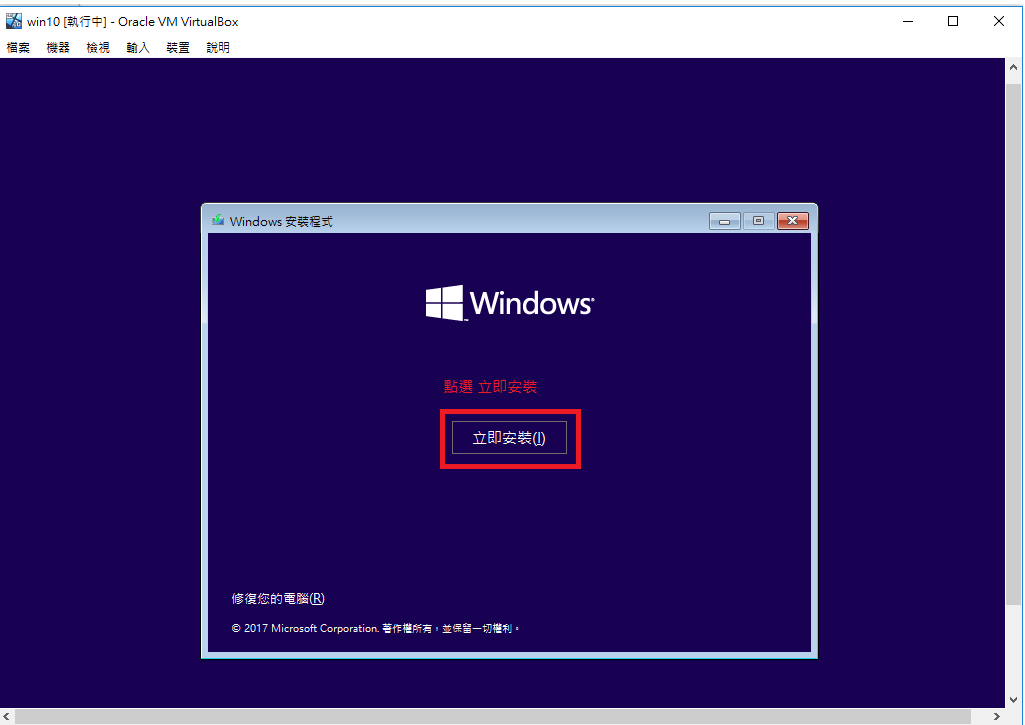 win10 [執行中] - Oracle VM VirtualBox
檔案 機器 檢視 輸入 裝置 說明
Windows 安裝程式
Windows
點選 立即安裝
立即安裝(I)
修復您的電腦(R)
© 2017 Microsoft Corporation. 著作權所有，並保留一切權利。